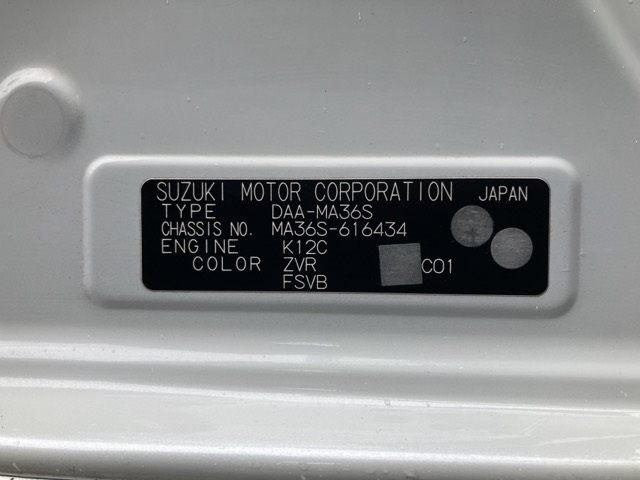 SUZUKI MOTOR CORPORATION JAPAN
TYPE DAA-MA36S
CHASSIS NO. MA36S-616434
ENGINE K12C
COLOR ZVR C01
FSVB